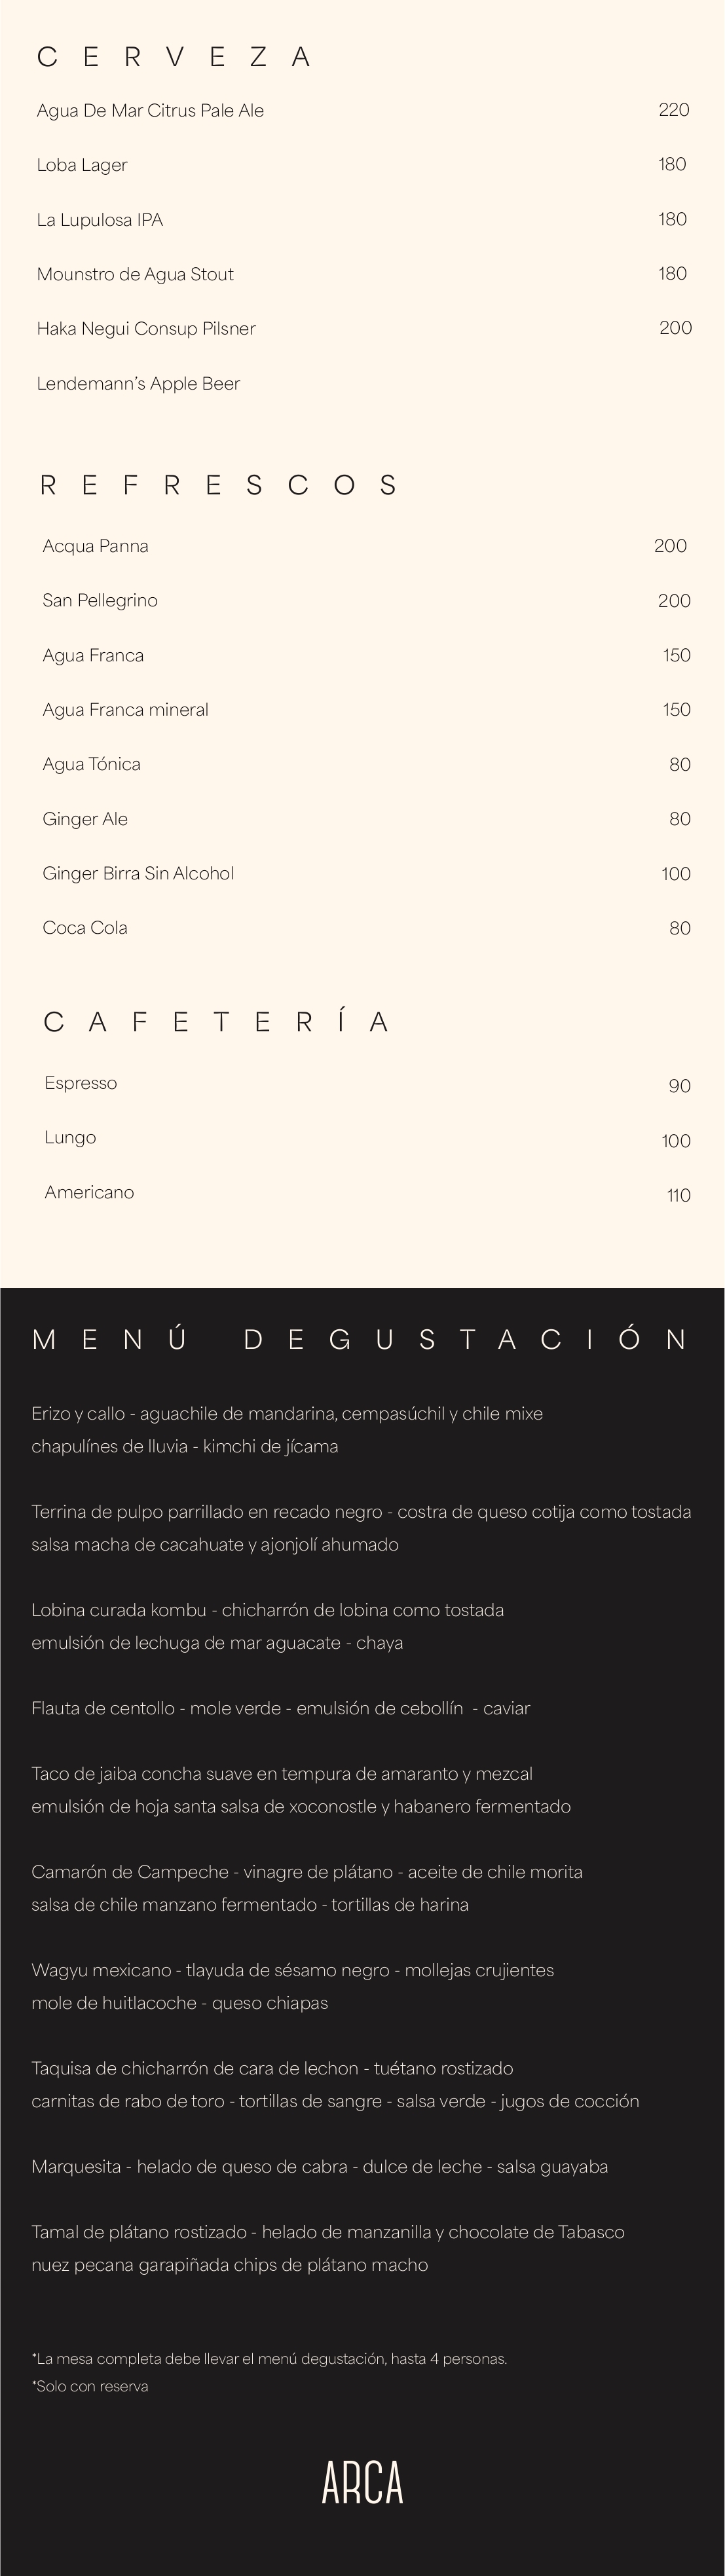 CERVEZA
Agua De Mar Citrus Pale Ale 220
Loba Lager 180
La Lupulosa IPA 180
Mounstro de Agua Stout 180
Haka Negui Consup Pilsner 200
Lendemann’s Apple Beer
REFRESCOS
Acqua Panna 200
San Pellegrino 200
Agua Franca 150
Agua Franca mineral 150
Agua Tónica 80
Ginger Ale 80
Ginger Birra Sin Alcohol 100
Coca Cola 80
CAFETERÍA
Espresso 90
Lungo 100
Americano 110
MENÚ DEGUSTACIÓN
Erizo y callo - aguachile de mandarina, cempasúchil y chile mixe
chapulínes de lluvia - kimchi de jícama
Terrina de pulpo parrillado en recado negro - costra de queso cotija como tostada
salsa macha de cacahuate y ajonjolí ahumado
Lobina curada kombu - chicharrón de lobina como tostada
emulsión de lechuga de mar aguacate - chaya
Flauta de centollo - mole verde - emulsión de cebollín - caviar
Taco de jaiba concha suave en tempura de amaranto y mezcal
emulsión de hoja santa salsa de xoconostle y habanero fermentado
Camarón de Campeche - vinagre de plátano - aceite de chile morita
salsa de chile manzano fermentado - tortillas de harina
Wagyu mexicano - tlayuda de sésamo negro - mollejas crujientes
mole de huitlacoche - queso chiapas
Taquisa de chicharrón de cara de lechon - tuétano rostizado
carnitas de rabo de toro - tortillas de sangre - salsa verde - jugos de cocción
Marquesita - helado de queso de cabra - dulce de leche - salsa guayaba
Tamal de plátano rostizado - helado de manzanilla y chocolate de Tabasco
nuez pecana garapiñada chips de plátano macho
*La mesa completa debe llevar el menú degustación, hasta 4 personas.
*Solo con reserva
ARCA